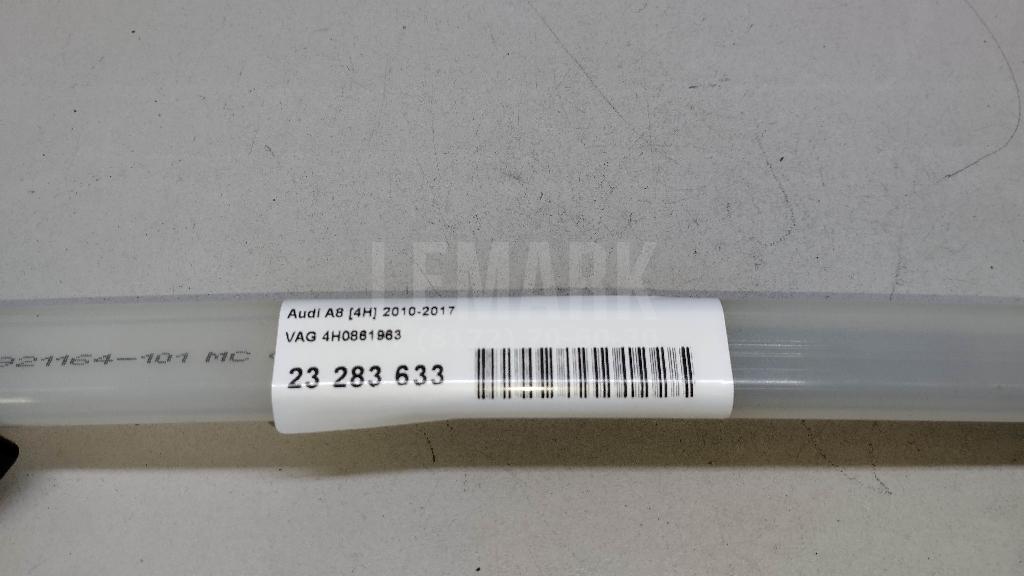 LEMARK
Audi A8 [4H] 2010-2017
VAG 4H0861963
921164-101 MC
23 283 633